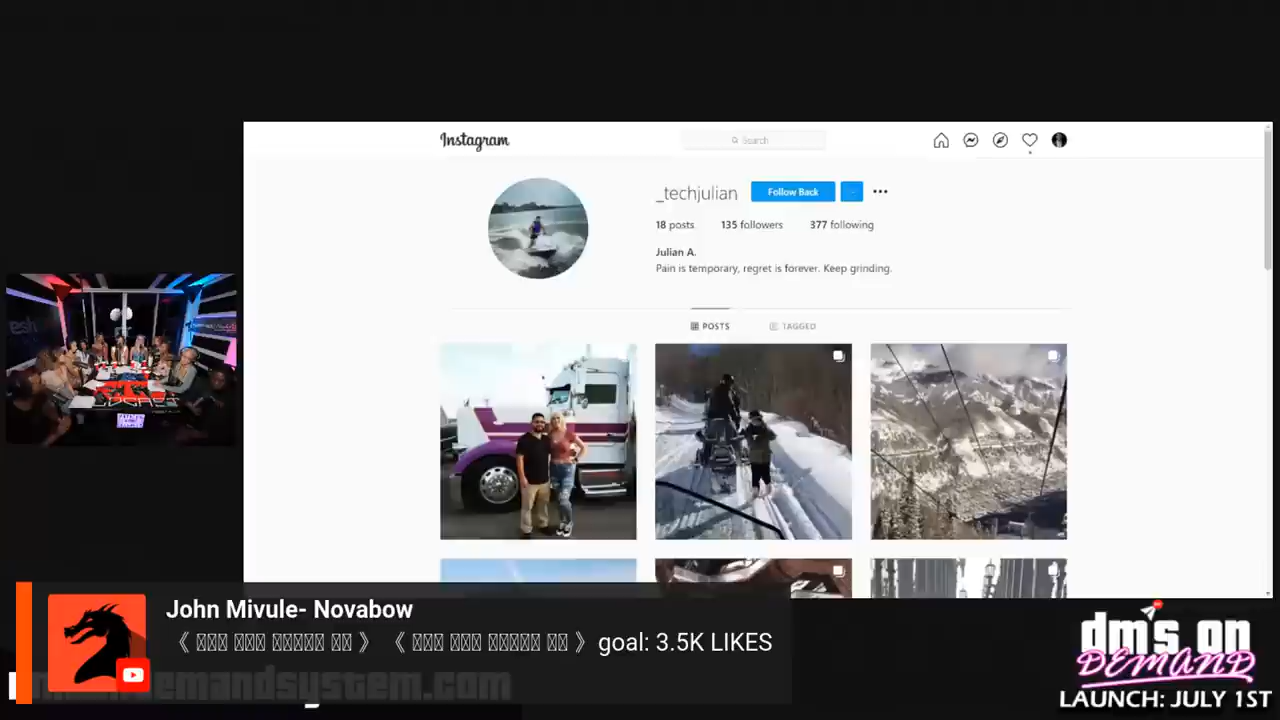 Instagram
Search
_techjulian
Follow Back
18 posts 135 followers 377 following
Julian A.
Pain is temporary, regret is forever. Keep grinding.
POSTS TAGGED
John Mivule- Novabow
goal: 3.5K LIKES
dm's on
DEMAND
LAUNCH: JULY 1ST